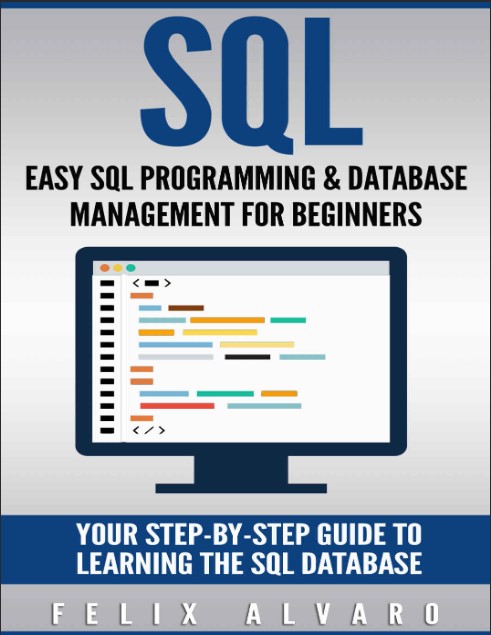 SQL
EASY SQL PROGRAMMING & DATABASE
MANAGEMENT FOR BEGINNERS
< >
</>
YOUR STEP-BY-STEP GUIDE TO
LEARNING THE SQL DATABASE
FELIX ALVARO